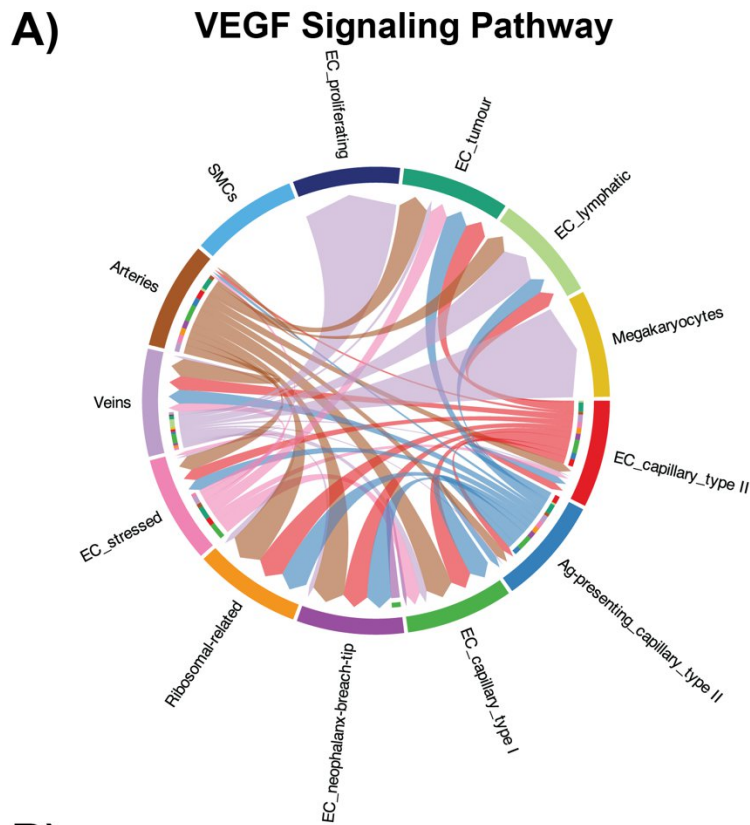 A)
VEGF Signaling Pathway
EC_proliferating
EC_tumour
SMCs
EC_lymphatic
Arteries
Megakaryocytes
Veins
EC_capillary_type II
EC_stressed
Ag-presenting_capillary_type II
Ribosomal-related
EC_capillary_type I
EC_neophalanx-breach-tip